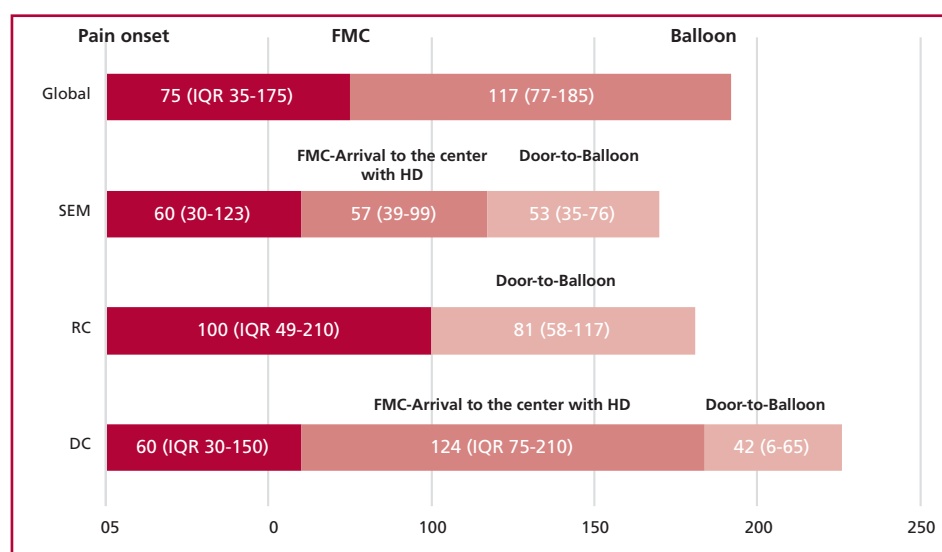 Pain onset FMC Balloon
Global 75 (IQR 35-175) 117 (77-185)
FMC-Arrival to the center
with HD
Door-to-Balloon
SEM 60 (30-123) 57 (39-99) 53 (35-76)
Door-to-Balloon
RC 100 (IQR 49-210) 81 (58-117)
FMC-Arrival to the center with HD Door-to-Balloon
DC 60 (IQR 30-150) 124 (IQR 75-210) 42 (6-65)
05 0 100 150 200 250